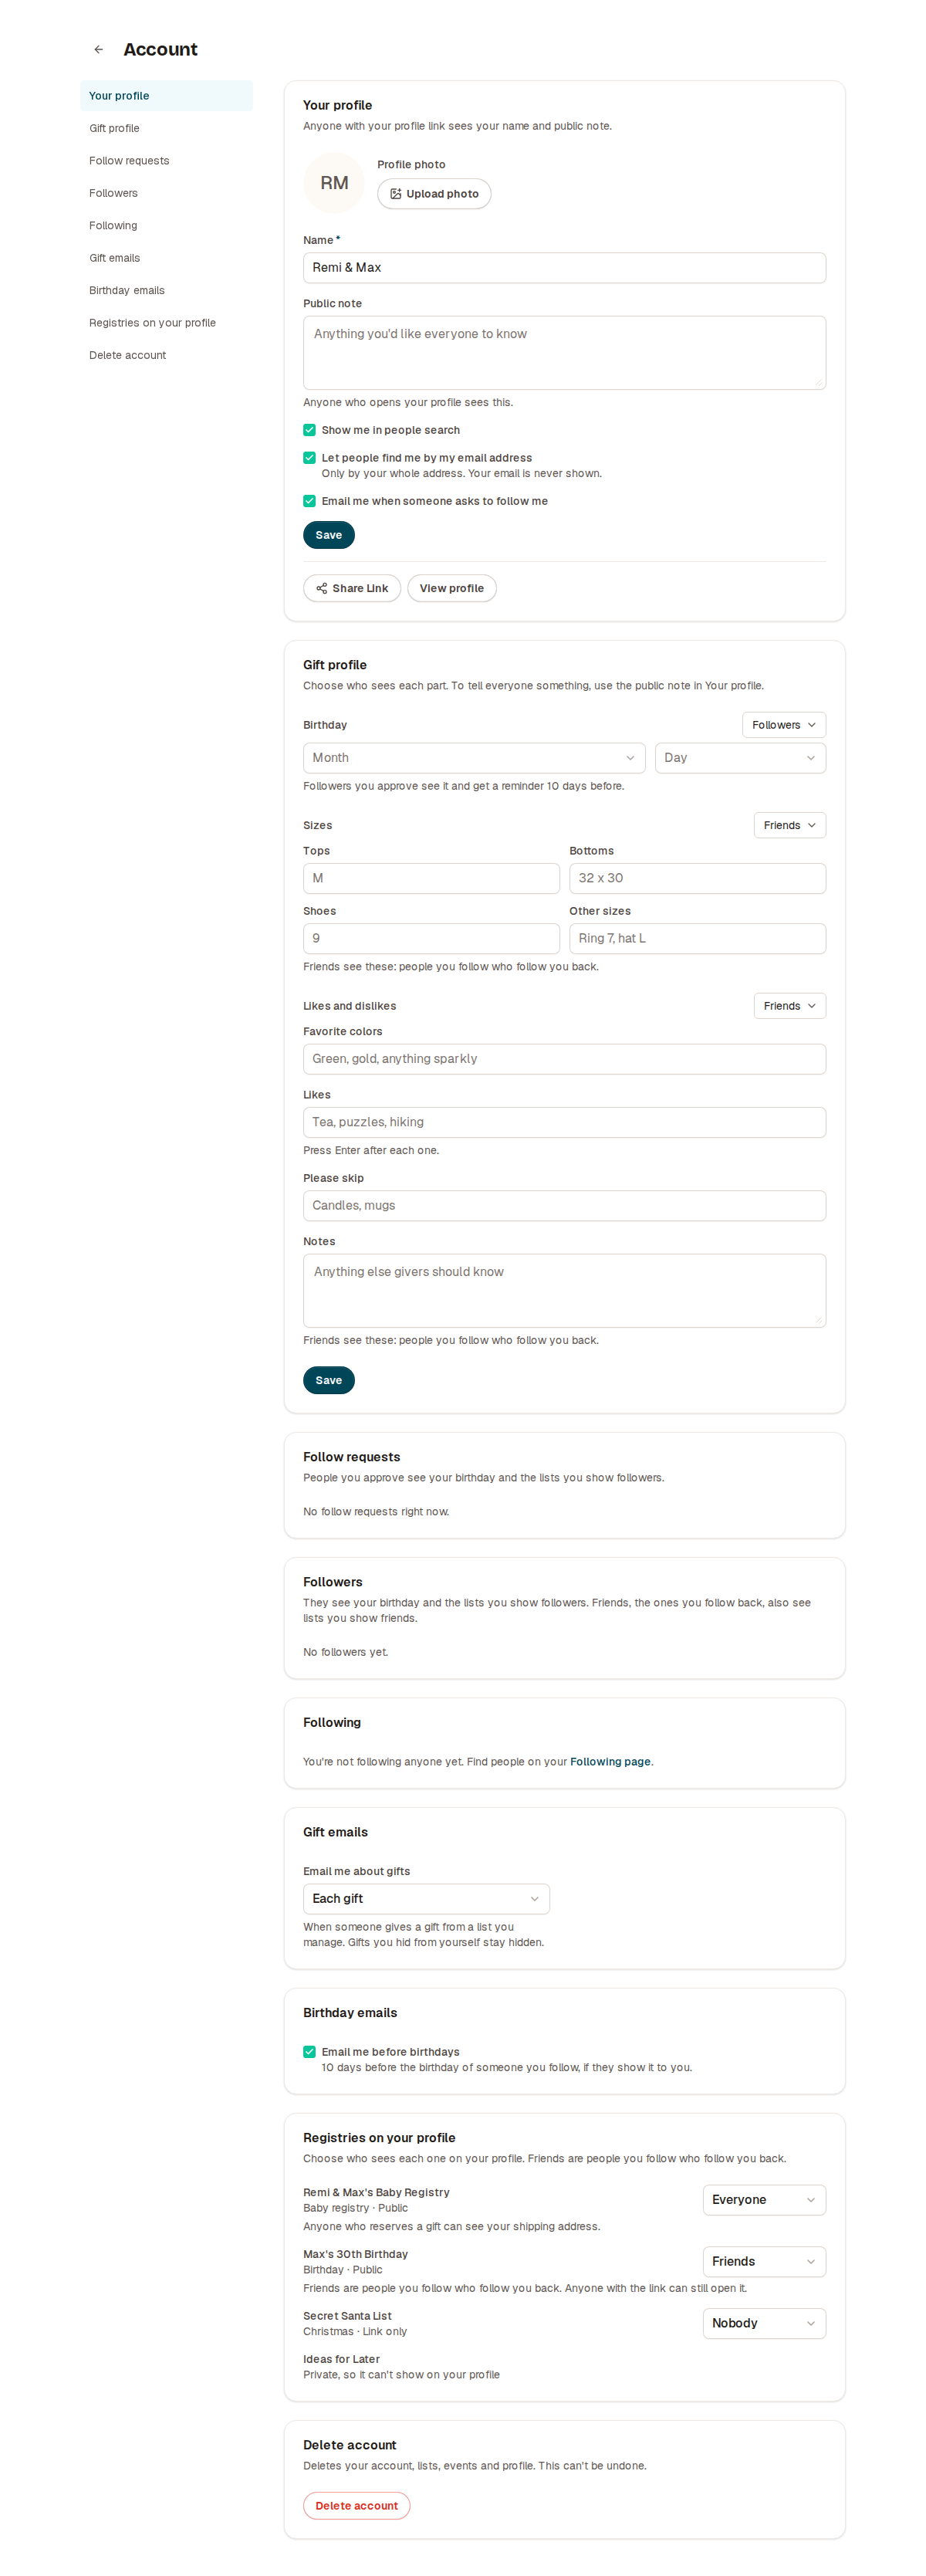 Account
Your profile
Gift profile
Follow requests
Followers
Following
Gift emails
Birthday emails
Registries on your profile
Delete account
Your profile
Anyone with your profile link sees your name and public note.
RM
Profile photo
Upload photo
Name *
Remi & Max
Public note
Anything you'd like everyone to know
Anyone who opens your profile sees this.
Show me in people search
Let people find me by my email address
Only by your whole address. Your email is never shown.
Email me when someone asks to follow me
Save
Share Link
View profile
Gift profile
Choose who sees each part. To tell everyone something, use the public note in Your profile.
Birthday
Followers
Month
Day
Followers you approve see it and get a reminder 10 days before.
Sizes
Friends
Tops
Bottoms
M
32 x 30
Shoes
Other sizes
9
Ring 7, hat L
Friends see these: people you follow who follow you back.
Likes and dislikes
Friends
Favorite colors
Green, gold, anything sparkly
Likes
Tea, puzzles, hiking
Press Enter after each one.
Please skip
Candles, mugs
Notes
Anything else givers should know
Friends see these: people you follow who follow you back.
Save
Follow requests
People you approve see your birthday and the lists you show followers.
No follow requests right now.
Followers
They see your birthday and the lists you show followers. Friends, the ones you follow back, also see
lists you show friends.
No followers yet.
Following
You're not following anyone yet. Find people on your Following page.
Gift emails
Email me about gifts
Each gift
When someone gives a gift from a list you
manage. Gifts you hid from yourself stay hidden.
Birthday emails
Email me before birthdays
10 days before the birthday of someone you follow, if they show it to you.
Registries on your profile
Choose who sees each one on your profile. Friends are people you follow who follow you back.
Remi & Max's Baby Registry
Baby registry · Public
Everyone
Anyone who reserves a gift can see your shipping address.
Max's 30th Birthday
Birthday · Public
Friends
Friends are people you follow who follow you back. Anyone with the link can still open it.
Secret Santa List
Christmas · Link only
Nobody
Ideas for Later
Private, so it can't show on your profile
Delete account
Deletes your account, lists, events and profile. This can't be undone.
Delete account